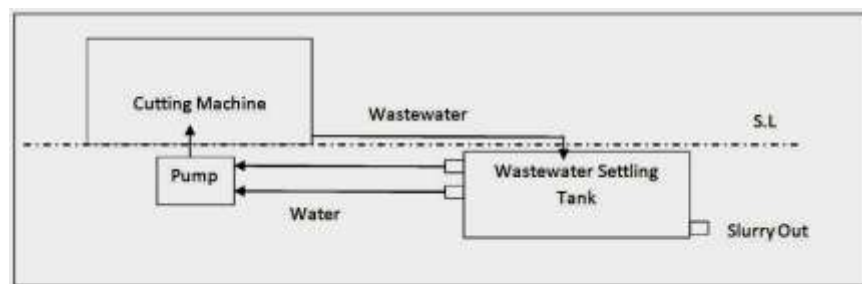 Cutting Machine
Wastewater
S.L
Pump
Wastewater Settling
Tank
Water
Slurry Out